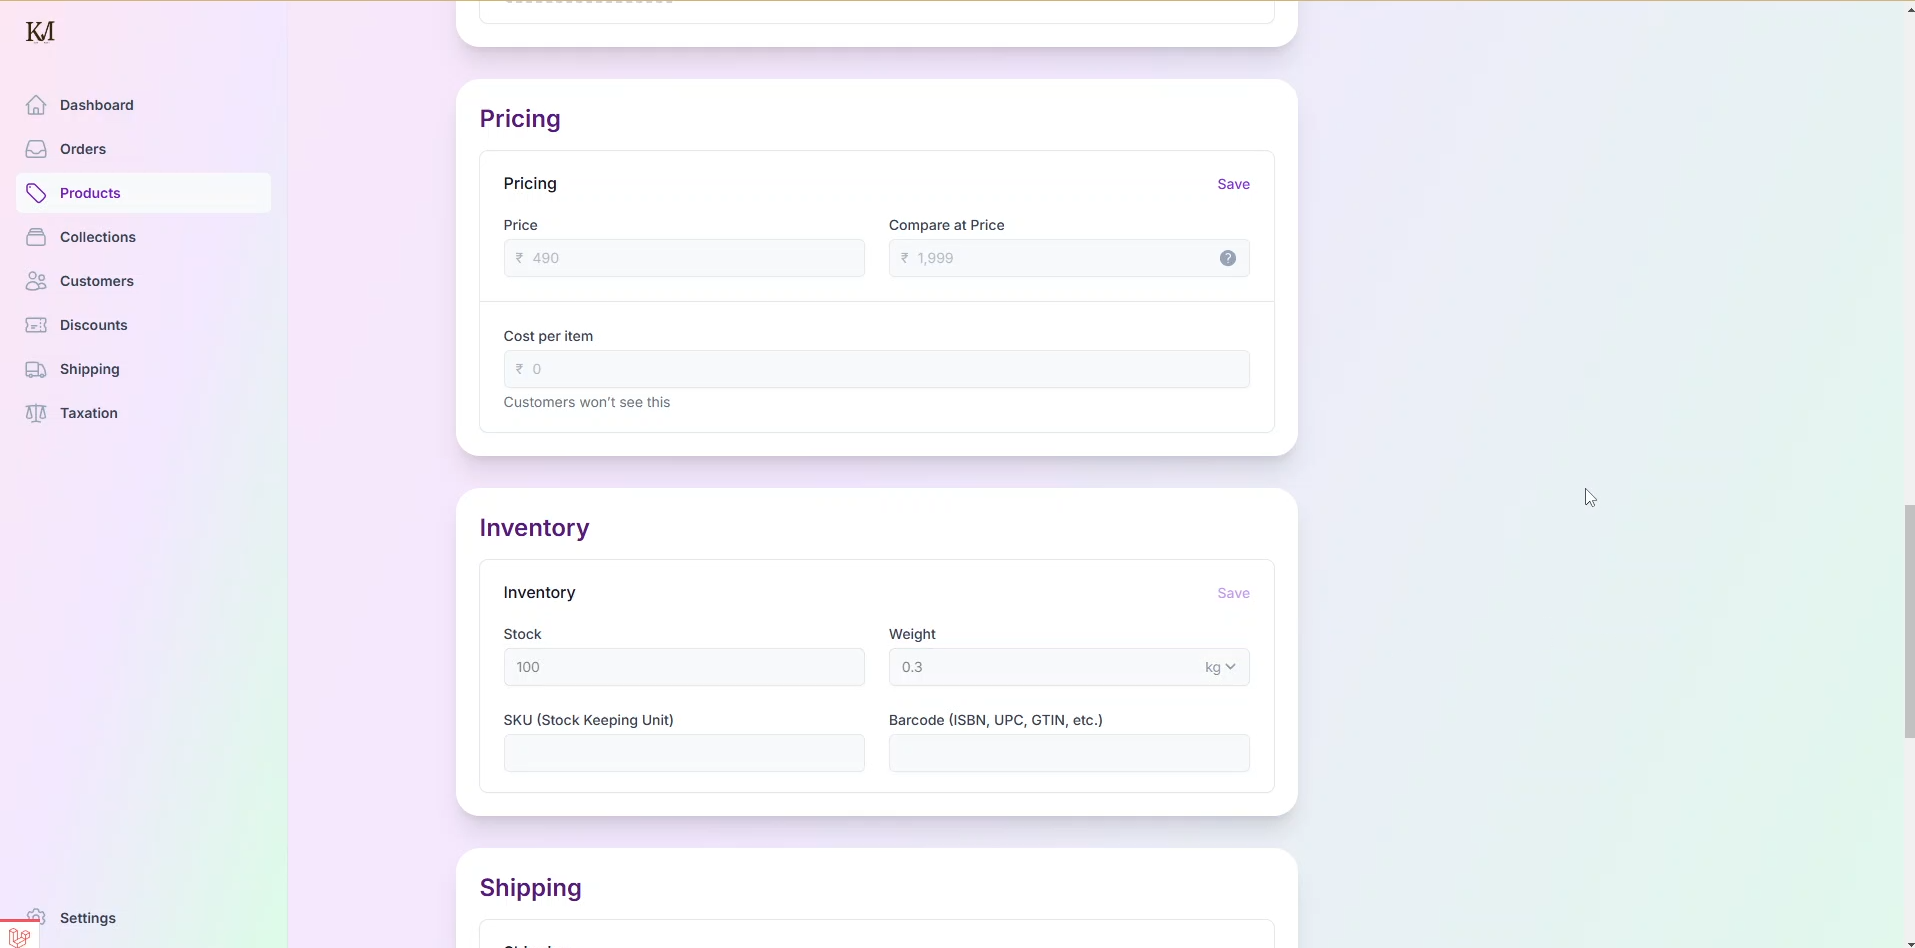 KM
Dashboard
Orders
Products
Collections
Customers
Discounts
Shipping
Taxation
Settings
Pricing
Pricing
Save
Price
Compare at Price
₹ 490
₹ 1,999
?
Cost per item
₹ 0
Customers won’t see this
Inventory
Inventory
Save
Stock
Weight
100
0.3
kg
SKU (Stock Keeping Unit)
Barcode (ISBN, UPC, GTIN, etc.)
Shipping